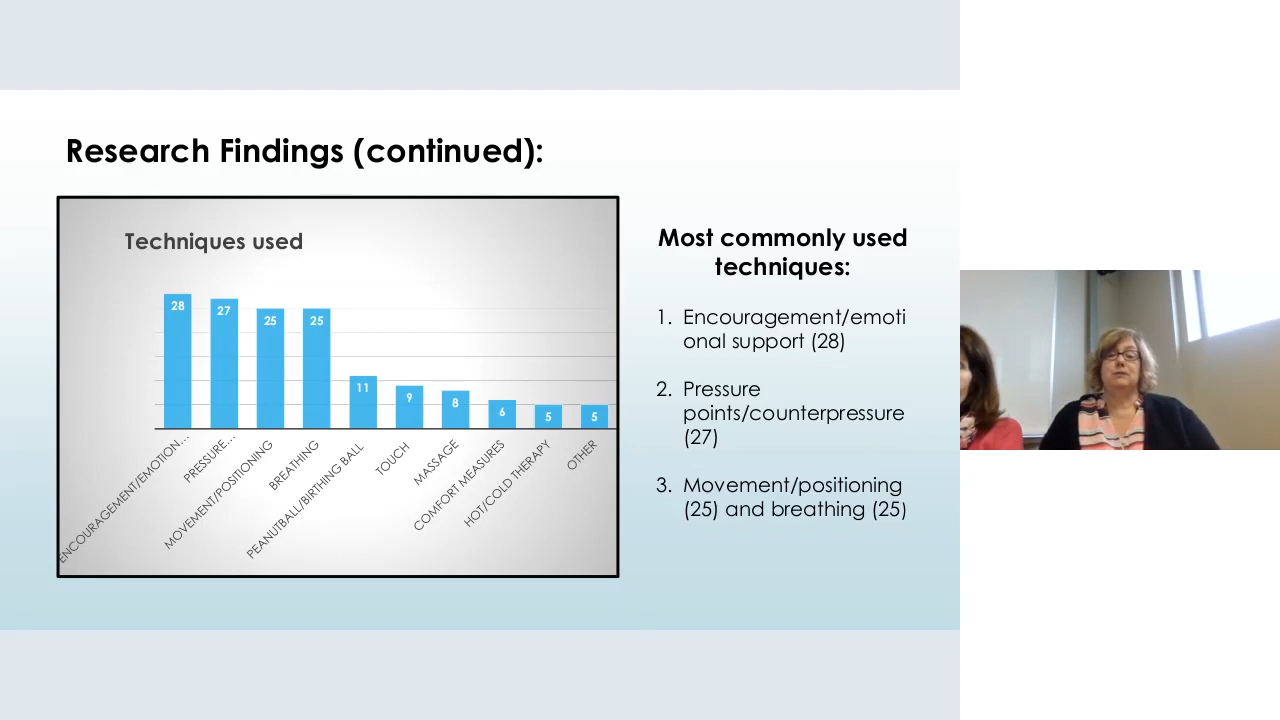 Research Findings (continued):
Techniques used
28
27
25
25
11
9
8
6
5
5
ENCOURAGEMENT/EMOTION...
PRESSURE...
MOVEMENT/POSITIONING
BREATHING
PEANUTBALL/BIRTHING BALL
TOUCH
MASSAGE
COMFORT MEASURES
HOT/COLD THERAPY
OTHER
Most commonly used
techniques:
1. Encouragement/emoti
onal support (28)
2. Pressure
points/counterpressure
(27)
3. Movement/positioning
(25) and breathing (25)